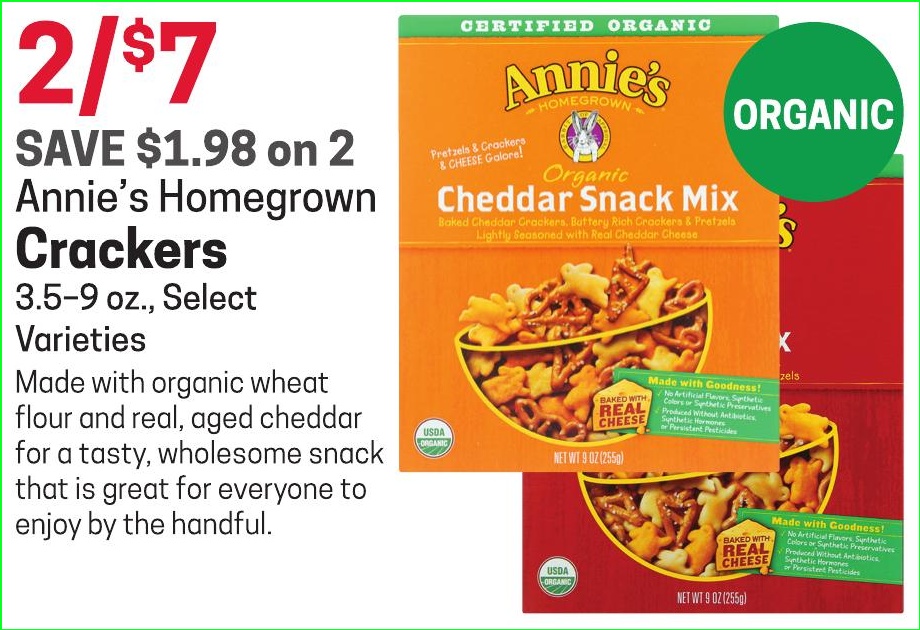 2/$7
SAVE $1.98 on 2
Annie's Homegrown
Crackers
3.5–9 oz., Select
Varieties
Made with organic wheat
flour and real, aged cheddar
for a tasty, wholesome snack
that is great for everyone to
enjoy by the handful.
CERTIFIED ORGANIC
Annie's
HOMEGROWN
Pretzels & Crackers
& CHEESE Galore!
Organic
Cheddar Snack Mix
Baked Cheddar Crackers, Buttery Rich Crackers & Pretzels
Lightly Seasoned with Real Cheddar Cheese
BAKED WITH
REAL
CHEESE
Made with Goodness!
✓ No Artificial Flavors, Synthetic
Colors or Synthetic Preservatives
✓ Produced Without Antibiotics,
Synthetic Hormones
or Persistent Pesticides
USDA
ORGANIC
NET WT 9 OZ (255g)
ORGANIC
s
x
zels
BAKED WITH
REAL
CHEESE
Made with Goodness!
✓ No Artificial Flavors, Synthetic
Colors or Synthetic Preservatives
✓ Produced Without Antibiotics,
Synthetic Hormones
or Persistent Pesticides
USDA
ORGANIC
NET WT 9 OZ (255g)